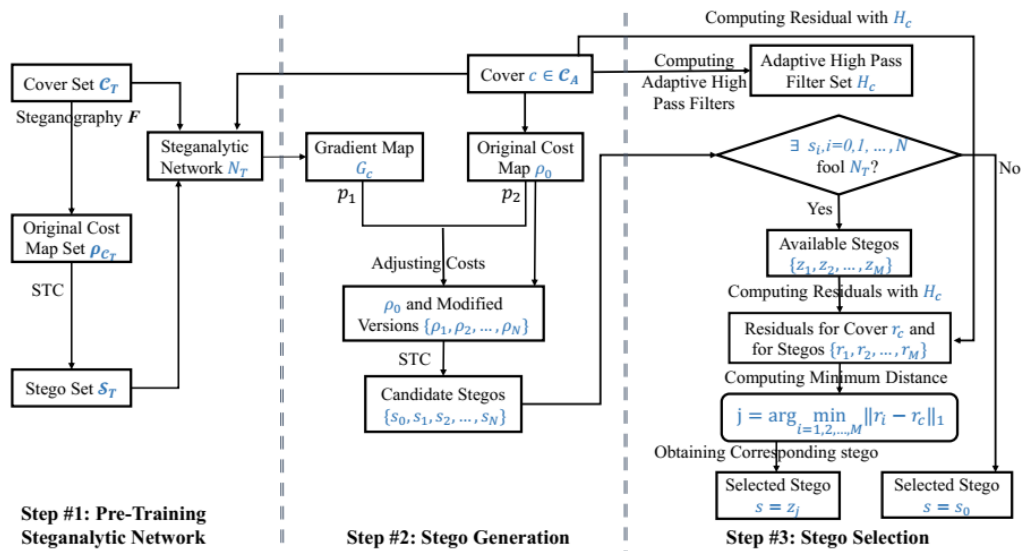 Cover Set 𝓒_T
Steganography F
Steganalytic
Network N_T
Original Cost
Map Set ρ_{𝓒_T}
STC
Stego Set 𝓢_T
Step #1: Pre-Training
Steganalytic Network
Cover c ∈ 𝓒_A
Gradient Map
G_c
Original Cost
Map ρ_0
p_1
p_2
Adjusting Costs
ρ_0 and Modified
Versions {ρ_1, ρ_2, … , ρ_N}
STC
Candidate Stegos
{s_0, s_1, s_2, … , s_N}
Step #2: Stego Generation
Computing Residual with H_c
Computing
Adaptive High
Pass Filters
Adaptive High Pass
Filter Set H_c
∃ s_i, i=0, 1, … , N
fool N_T?
No
Yes
Available Stegos
{z_1, z_2, … , z_M}
Computing Residuals with H_c
Residuals for Cover r_c and
for Stegos {r_1, r_2, … , r_M}
Computing Minimum Distance
j = arg min_{i=1,2,…,M} ‖r_i − r_c‖_1
Obtaining Corresponding stego
Selected Stego
s = z_j
Selected Stego
s = s_0
Step #3: Stego Selection